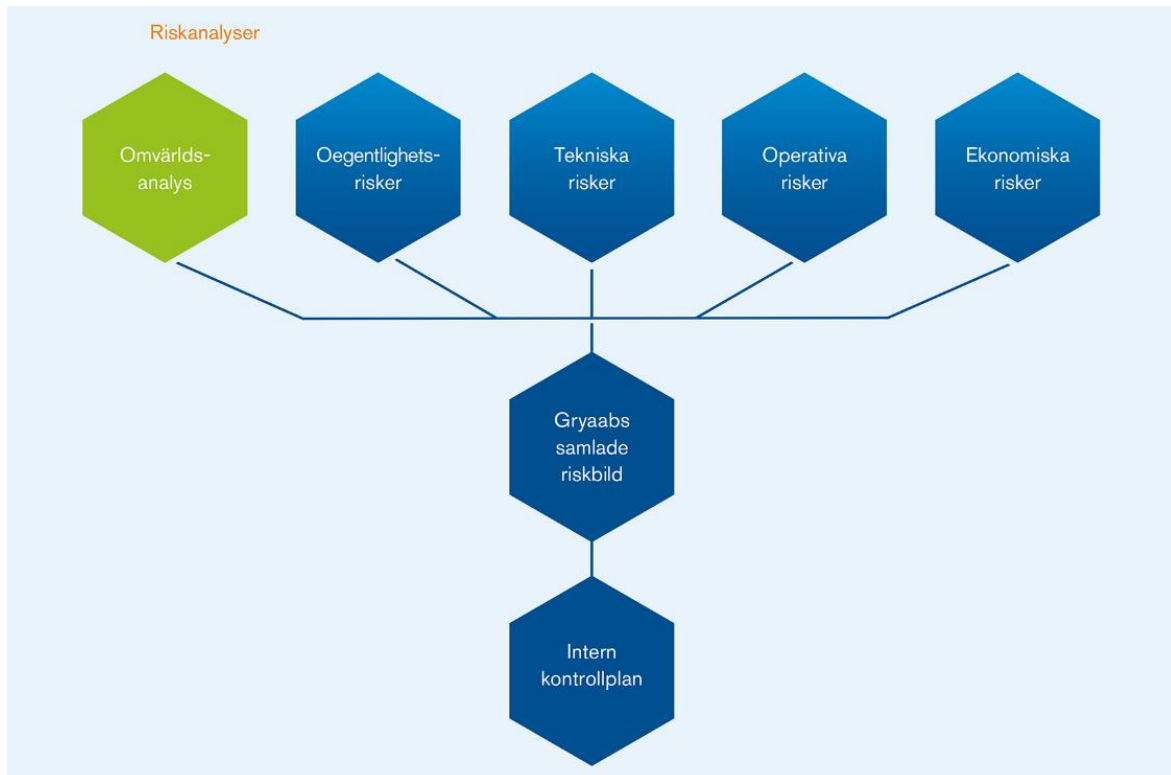 Riskanalyser
Omvärlds-
analys
Oegentlighets-
risker
Tekniska
risker
Operativa
risker
Ekonomiska
risker
Gryaabs
samlade
riskbild
Intern
kontrollplan